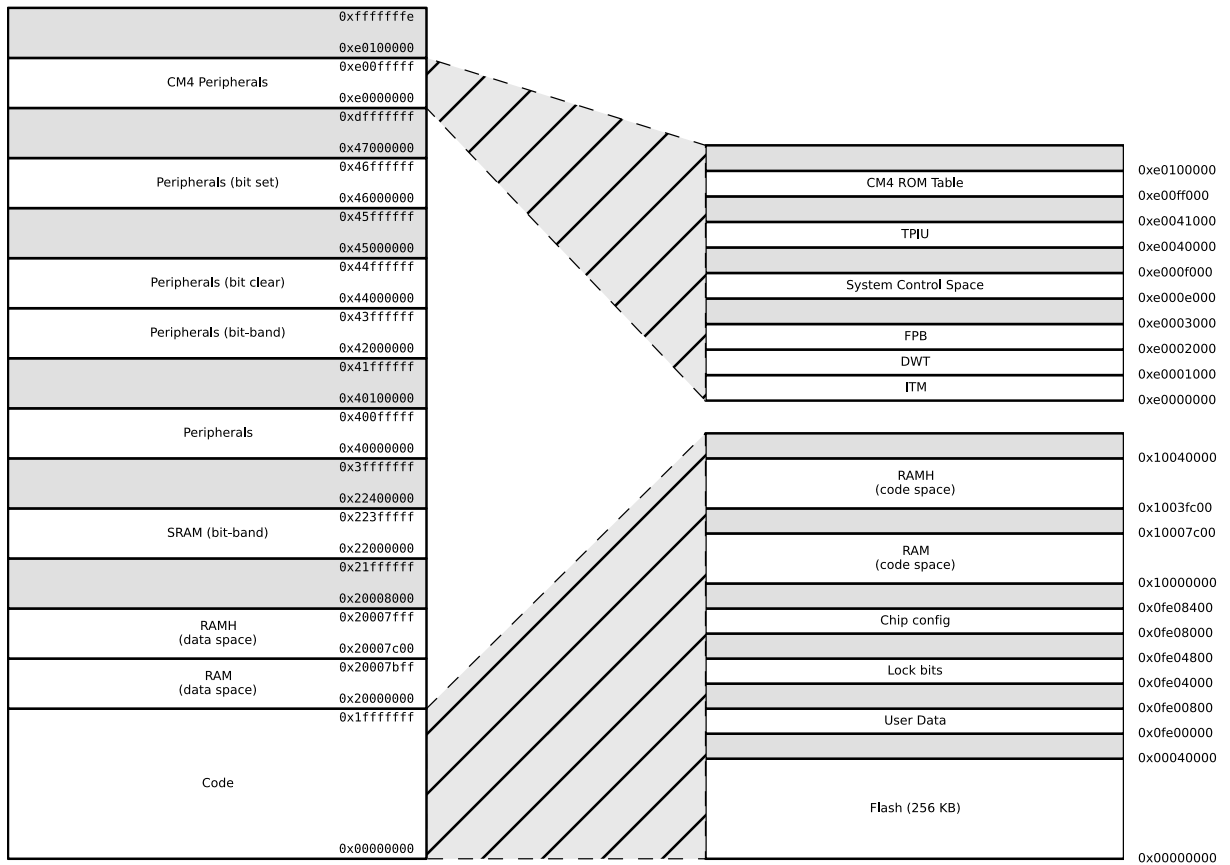 0xfffffffe
0xe0100000
0xe00fffff
CM4 Peripherals
0xe0000000
0xdfffffff
0x47000000
0x46ffffff
Peripherals (bit set)
0x46000000
0x45ffffff
0x45000000
0x44ffffff
Peripherals (bit clear)
0x44000000
0x43ffffff
Peripherals (bit-band)
0x42000000
0x41ffffff
0x40100000
0x400fffff
Peripherals
0x40000000
0x3fffffff
0x22400000
0x223fffff
SRAM (bit-band)
0x22000000
0x21ffffff
0x20008000
0x20007fff
RAMH
(data space)
0x20007c00
0x20007bff
RAM
(data space)
0x20000000
0x1fffffff
Code
0x00000000
0xe0100000
CM4 ROM Table
0xe00ff000
0xe0041000
TPIU
0xe0040000
0xe000f000
System Control Space
0xe000e000
0xe0003000
FPB
0xe0002000
DWT
0xe0001000
ITM
0xe0000000
0x10040000
RAMH
(code space)
0x1003fc00
0x10007c00
RAM
(code space)
0x10000000
0x0fe08400
Chip config
0x0fe08000
0x0fe04800
Lock bits
0x0fe04000
0x0fe00800
User Data
0x0fe00000
0x00040000
Flash (256 KB)
0x00000000